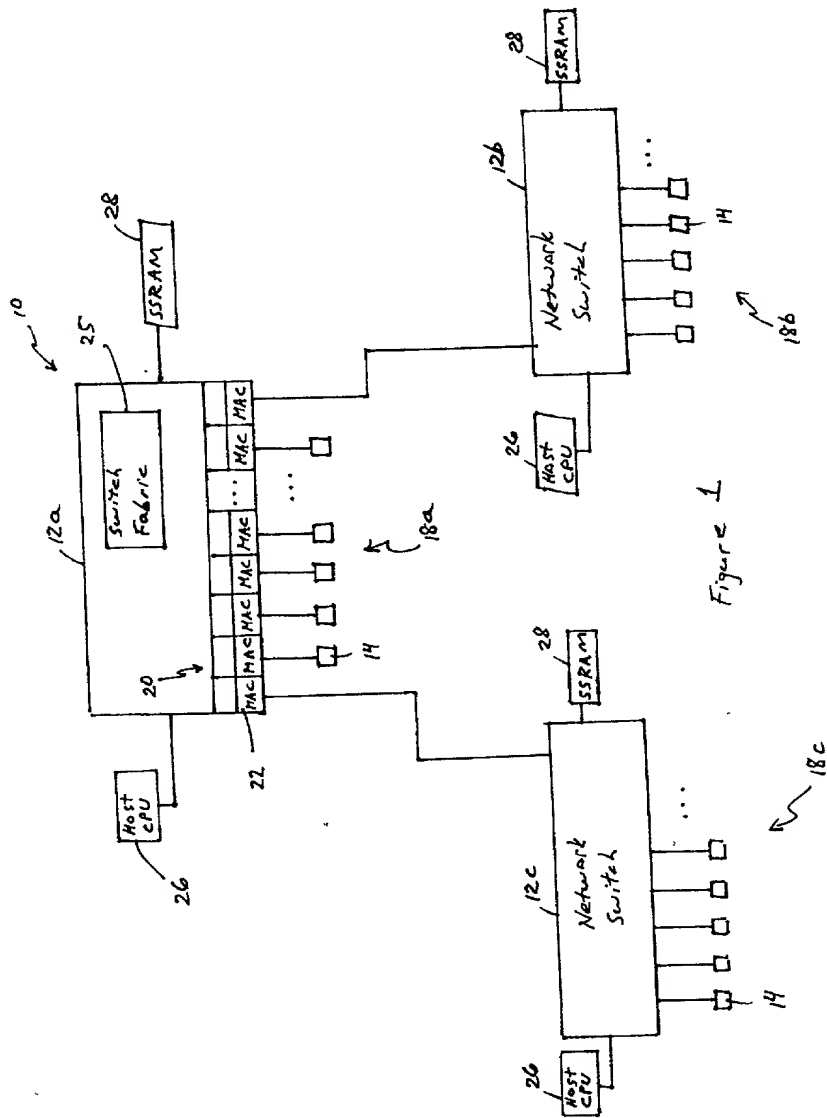 10
12a
Switch
Fabric
25
SSRAM
28
Host
CPU
26
20
22
MAC
MAC
MAC
MAC
MAC
...
MAC
MAC
14
...
18a
12c
Network
Switch
SSRAM
28
Host
CPU
26
14
...
18c
12b
Network
Switch
SSRAM
28
Host
CPU
26
14
...
18b
Figure 1